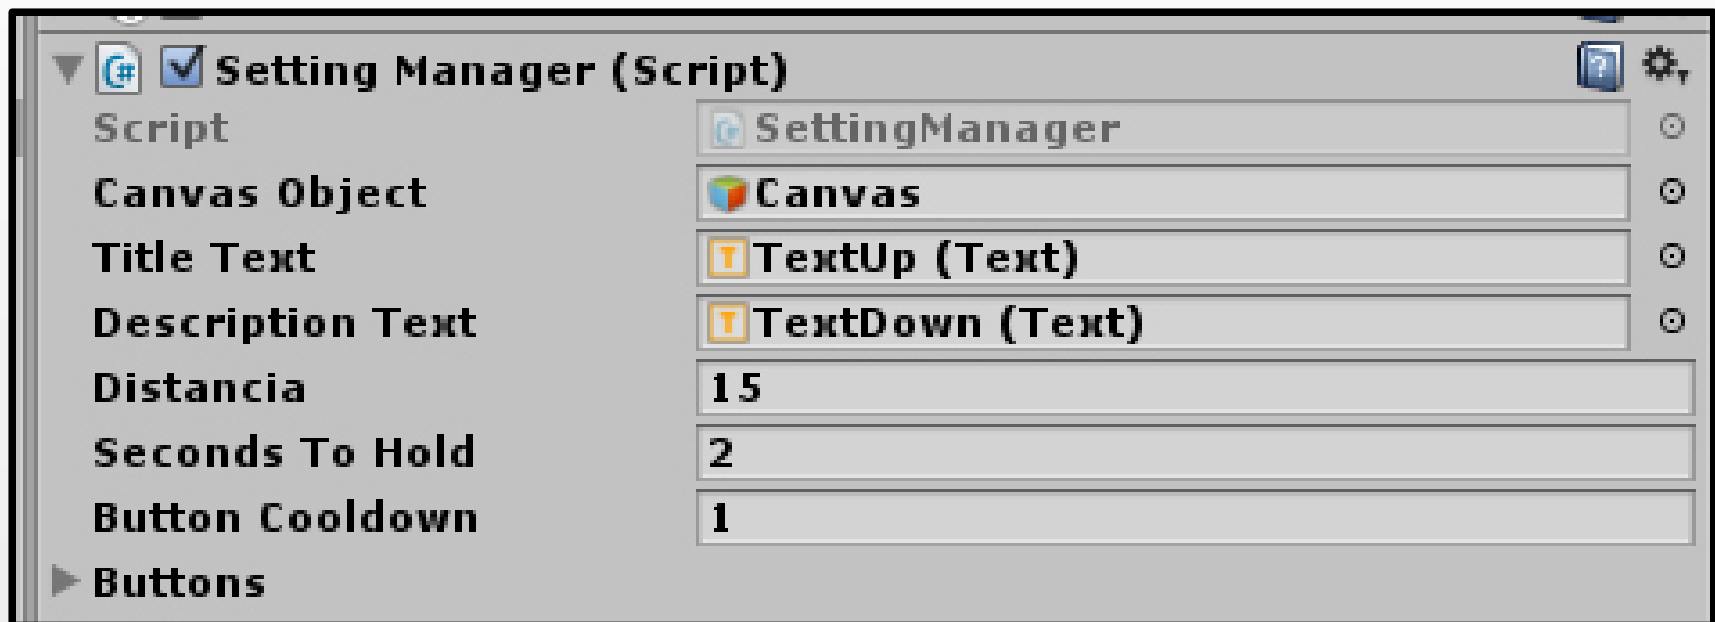 Setting Manager (Script)
Script SettingManager
Canvas Object Canvas
Title Text TextUp (Text)
Description Text TextDown (Text)
Distancia 15
Seconds To Hold 2
Button Cooldown 1
Buttons